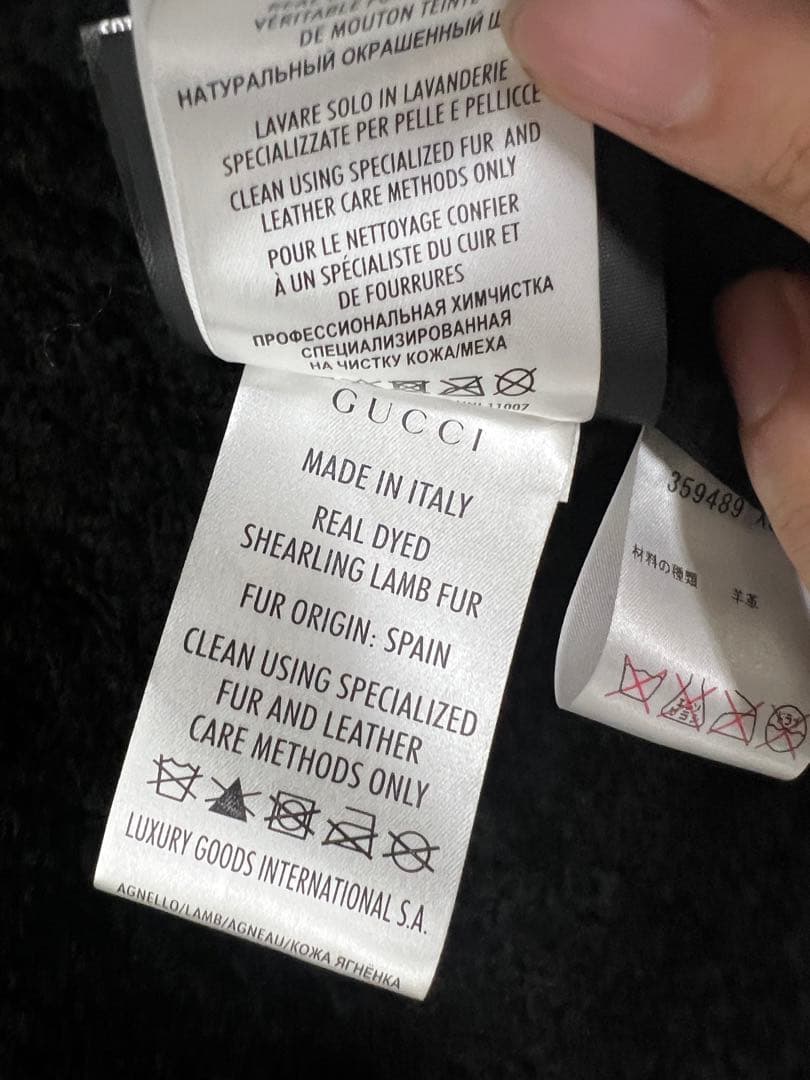 DE MOUTON
НАТУРАЛЬНЫЙ ОКРАШЕННЫЙ
LAVARE SOLO IN LAVANDERIE
SPECIALIZZATE PER PELLE E PELLICCE
CLEAN USING SPECIALIZED FUR AND
LEATHER CARE METHODS ONLY
POUR LE NETTOYAGE CONFIER
À UN SPÉCIALISTE DU CUIR ET
DE FOURRURES
ПРОФЕССИОНАЛЬНАЯ ХИМЧИСТКА
СПЕЦИАЛИЗИРОВАННАЯ
НА ЧИСТКУ КОЖА/МЕХА
GUCCI
MADE IN ITALY
REAL DYED
SHEARLING LAMB FUR
FUR ORIGIN: SPAIN
CLEAN USING SPECIALIZED
FUR AND LEATHER
CARE METHODS ONLY
LUXURY GOODS INTERNATIONAL S.A.
AGNELLO/LAMB/AGNEAU/КОЖА ЯГНЁНКА
359489
材料の種類 羊革